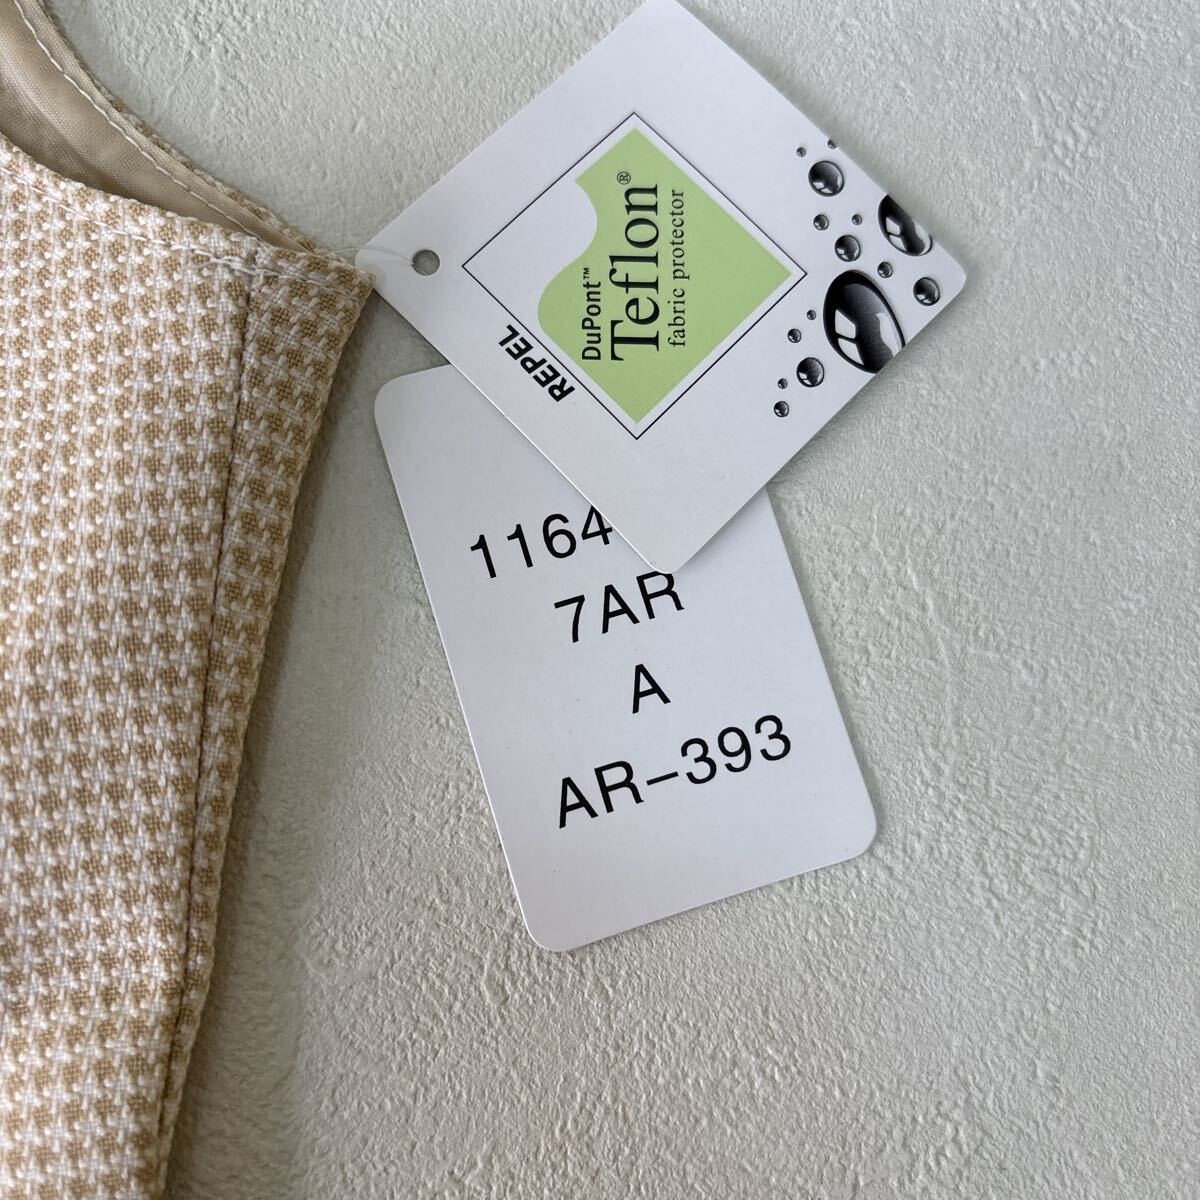 REPEL
DuPont™
Teflon®
fabric protector
1164
7AR
A
AR-393